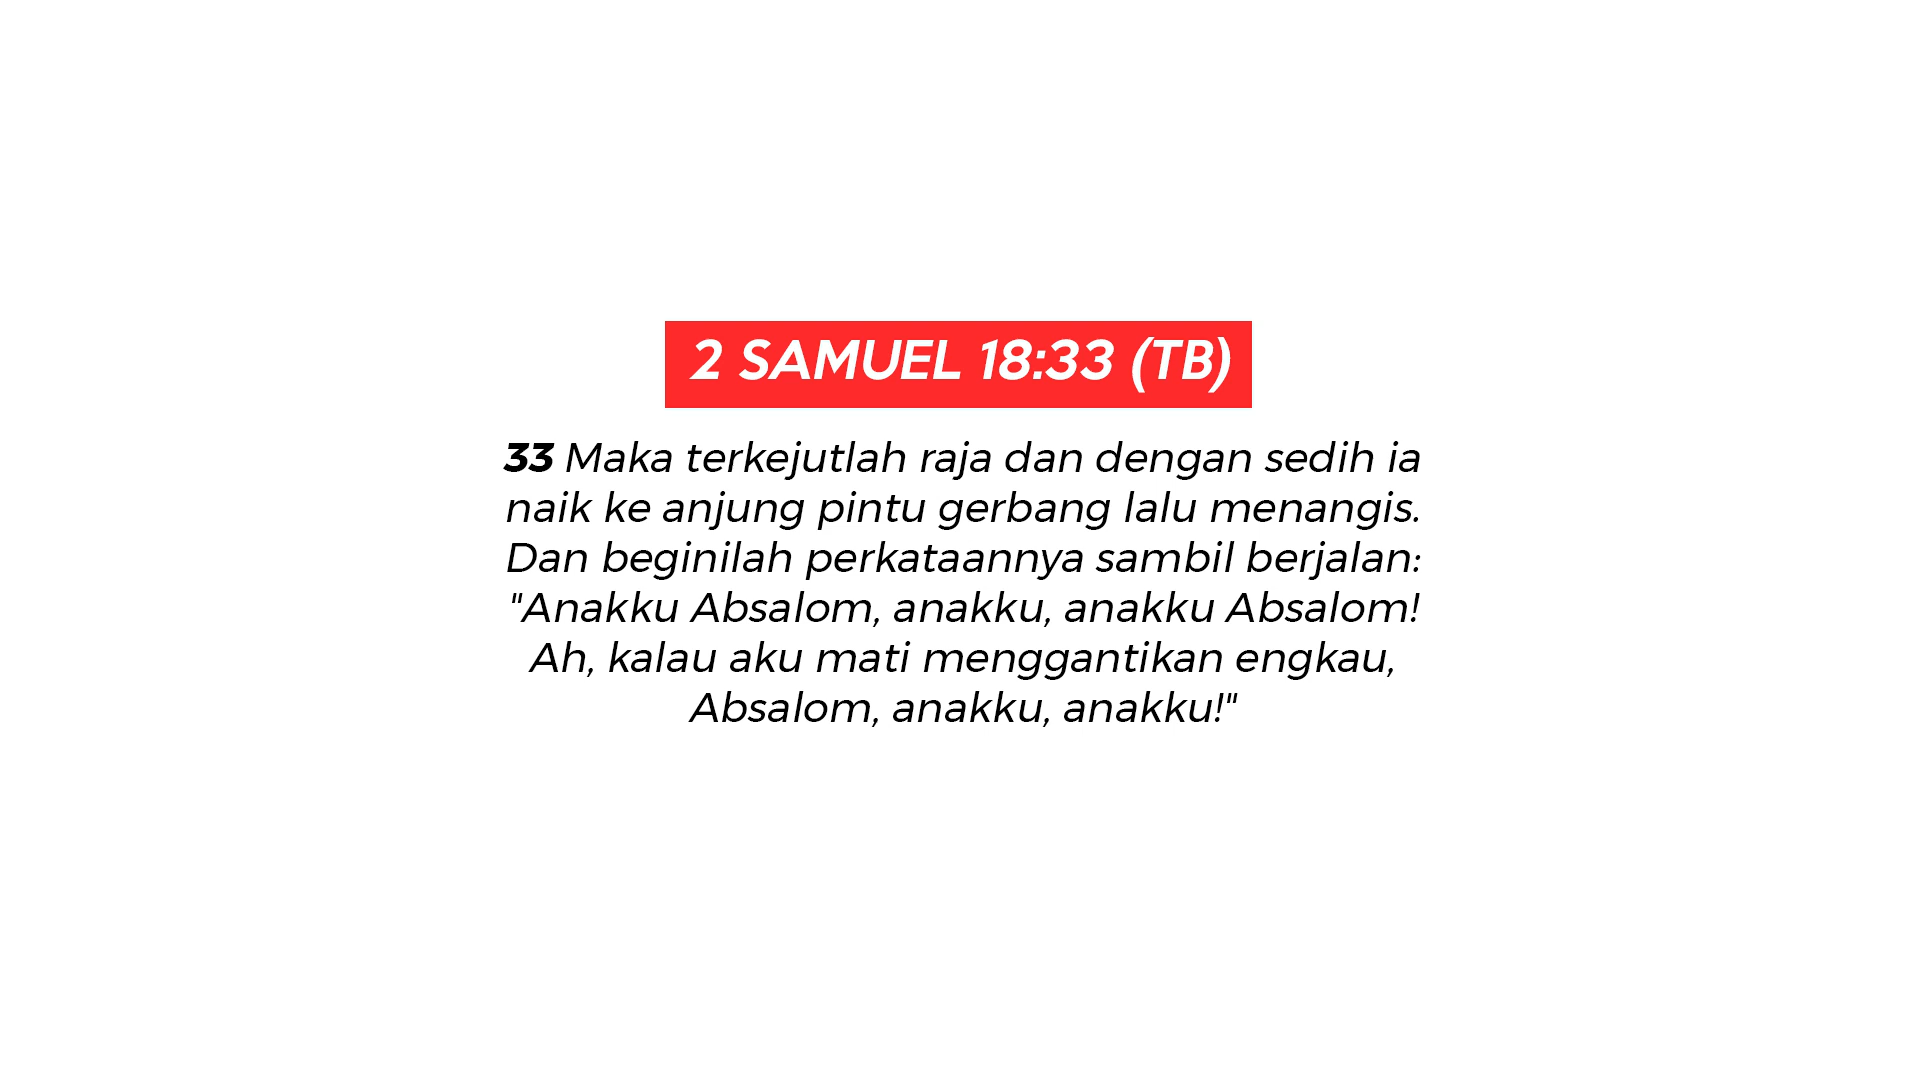 2 SAMUEL 18:33 (TB)
33 Maka terkejutlah raja dan dengan sedih ia
naik ke anjung pintu gerbang lalu menangis.
Dan beginilah perkataannya sambil berjalan:
"Anakku Absalom, anakku, anakku Absalom!
Ah, kalau aku mati menggantikan engkau,
Absalom, anakku, anakku!"